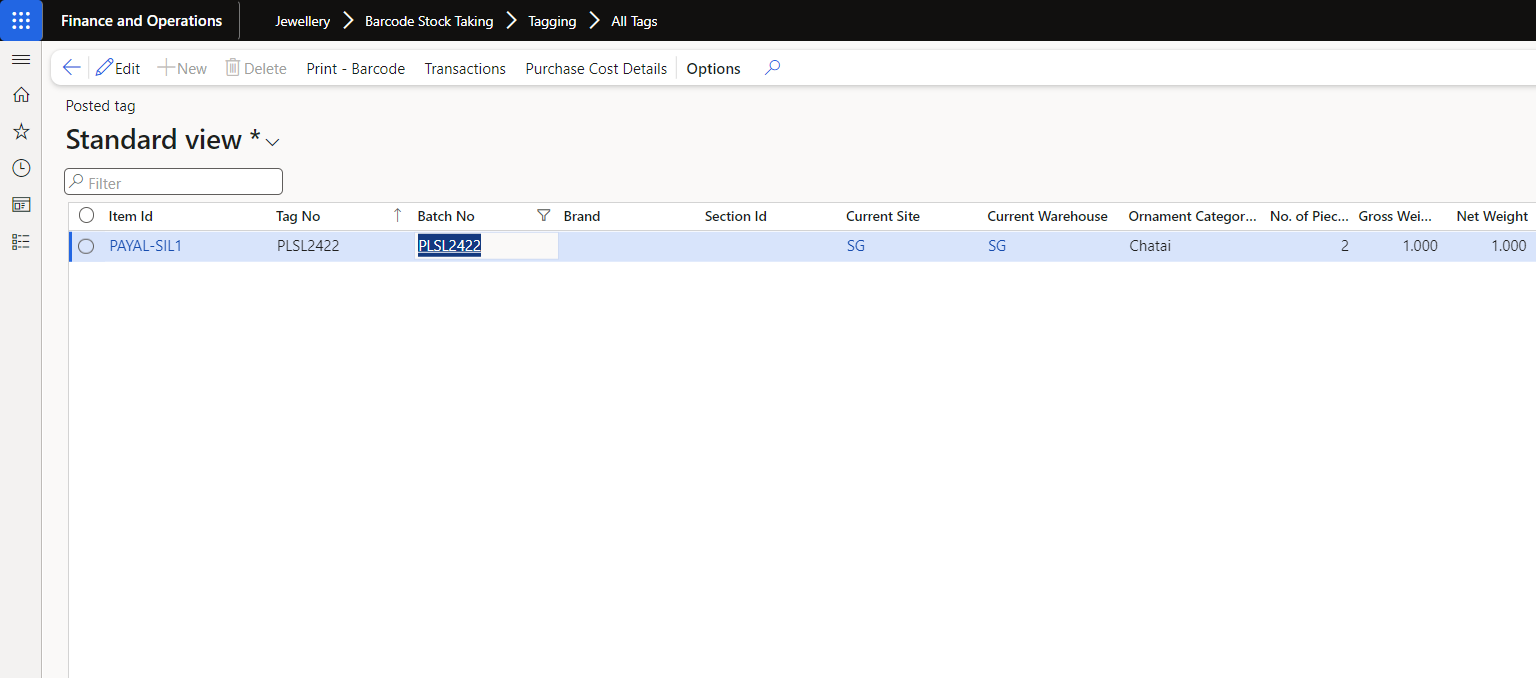 Finance and Operations Jewellery Barcode Stock Taking Tagging All Tags
Edit New Delete Print - Barcode Transactions Purchase Cost Details Options
Posted tag
Standard view *
Filter
Item Id Tag No Batch No Brand Section Id Current Site Current Warehouse Ornament Categor... No. of Piec... Gross Wei... Net Weight
PAYAL-SIL1 PLSL2422 PLSL2422 SG SG Chatai 2 1.000 1.000